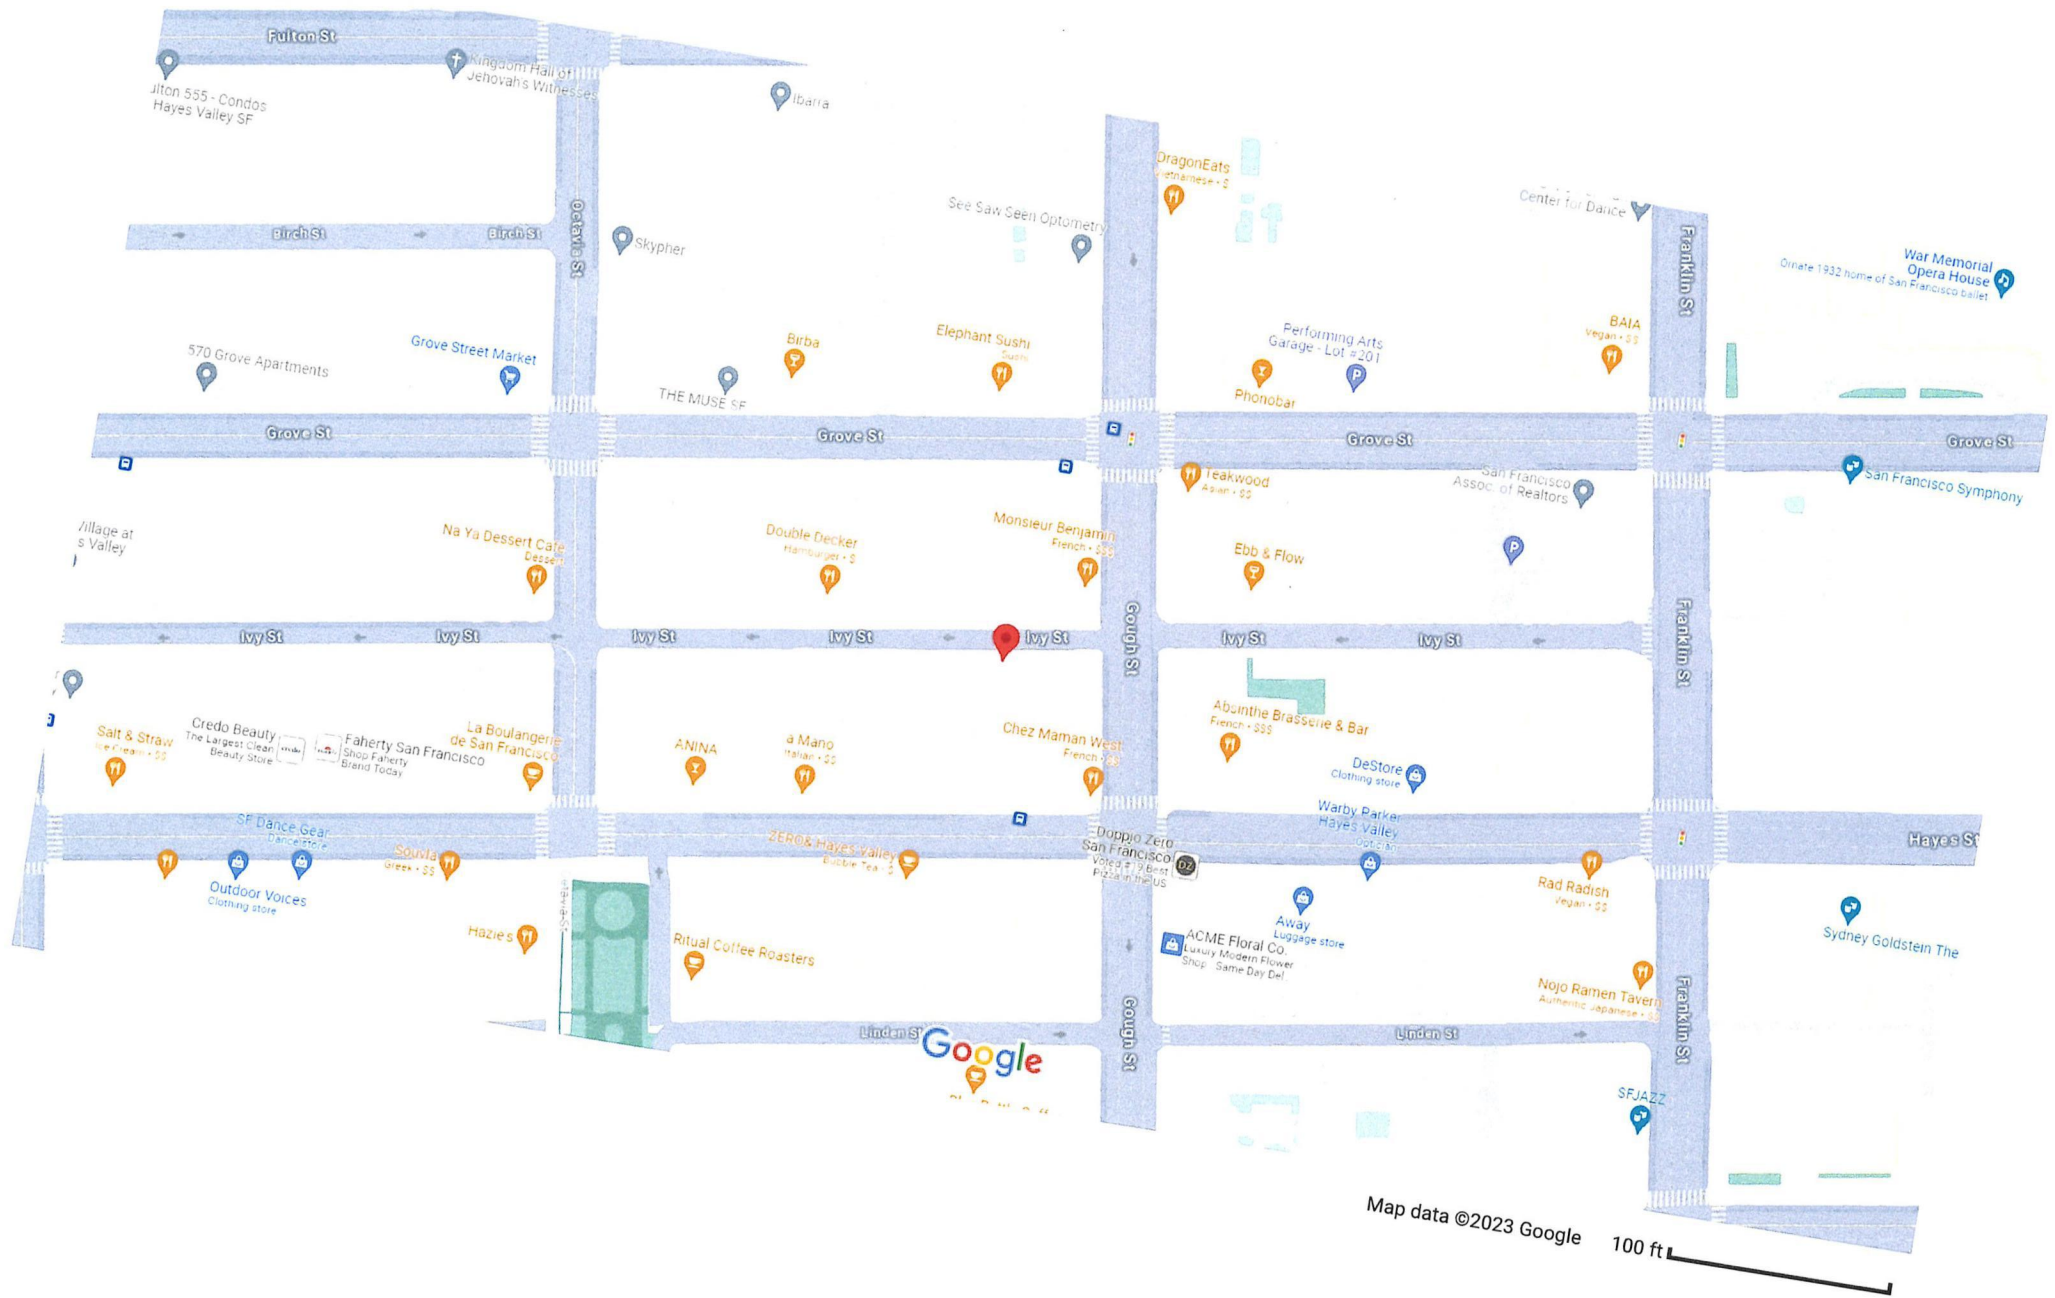 Fulton St
Kingdom Hall of
Jehovah's Witnesses
ulton 555 - Condos
Hayes Valley SF
Ibarra
DragonEats
Vietnamese · $
Octavia St
See Saw Seen Optometry
Center for Dance
Birch St
Birch St
Skypher
Franklin St
War Memorial
Opera House
Ornate 1932 home of San Francisco ballet
570 Grove Apartments
Grove Street Market
Birba
Elephant Sushi
Sushi
Performing Arts
Garage - Lot #201
BAIA
Vegan · $$
THE MUSE SF
Phonobar
Grove St
Grove St
Grove St
Grove St
Teakwood
Asian · $$
San Francisco
Assoc. of Realtors
San Francisco Symphony
Village at
s Valley
Na Ya Dessert Cafe
Dessert
Double Decker
Hamburger · $
Monsieur Benjamin
French · $$$
Ebb & Flow
Ivy St
Ivy St
Ivy St
Ivy St
Ivy St
Gough St
Ivy St
Ivy St
Franklin St
Salt & Straw
Ice Cream · $$
Credo Beauty
The Largest Clean
Beauty Store
Faherty San Francisco
Shop Faherty
Brand Today
La Boulangerie
de San Francisco
ANINA
a Mano
Italian · $$
Chez Maman West
French · $$
Absinthe Brasserie & Bar
French · $$$
DeStore
Clothing store
SF Dance Gear
Dance store
Souvla
Greek · $$
ZERO& Hayes Valley
Bubble Tea · $
Doppio Zero
San Francisco
Voted #19 Best
Pizza in the US
DZ
Warby Parker
Hayes Valley
Optician
Hayes St
Outdoor Voices
Clothing store
Rad Radish
Vegan · $$
Away
Luggage store
Hazie's
Ritual Coffee Roasters
ACME Floral Co.
Luxury Modern Flower
Shop Same Day Del
Sydney Goldstein The
Nojo Ramen Tavern
Authentic Japanese · $$
Linden St
Google
Gough St
Linden St
Franklin St
SFJAZZ
Map data ©2023 Google
100 ft